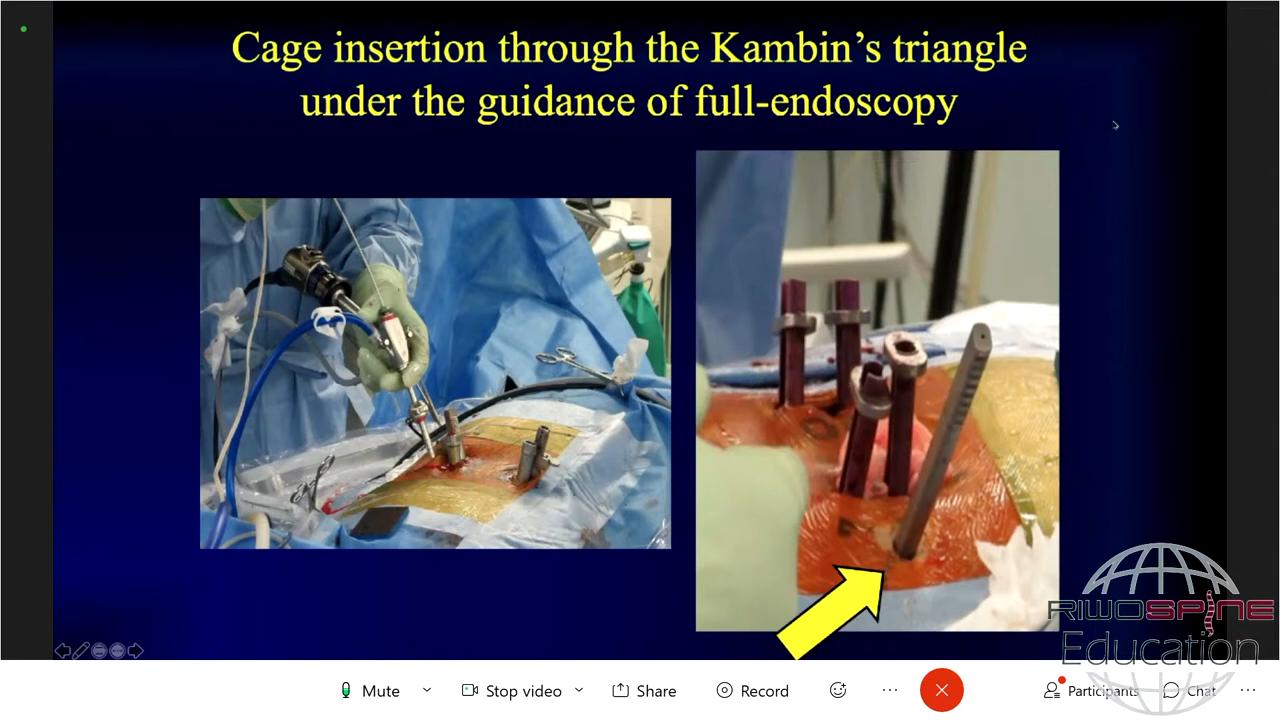 Cage insertion through the Kambin's triangle
under the guidance of full-endoscopy
RIWOSPINE
Education
Mute
Stop video
Share
Record
Participants
Chat